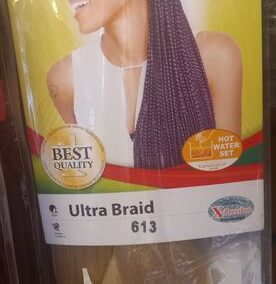 BEST
QUALITY
HOT
WATER
SET
Ultra Braid
613